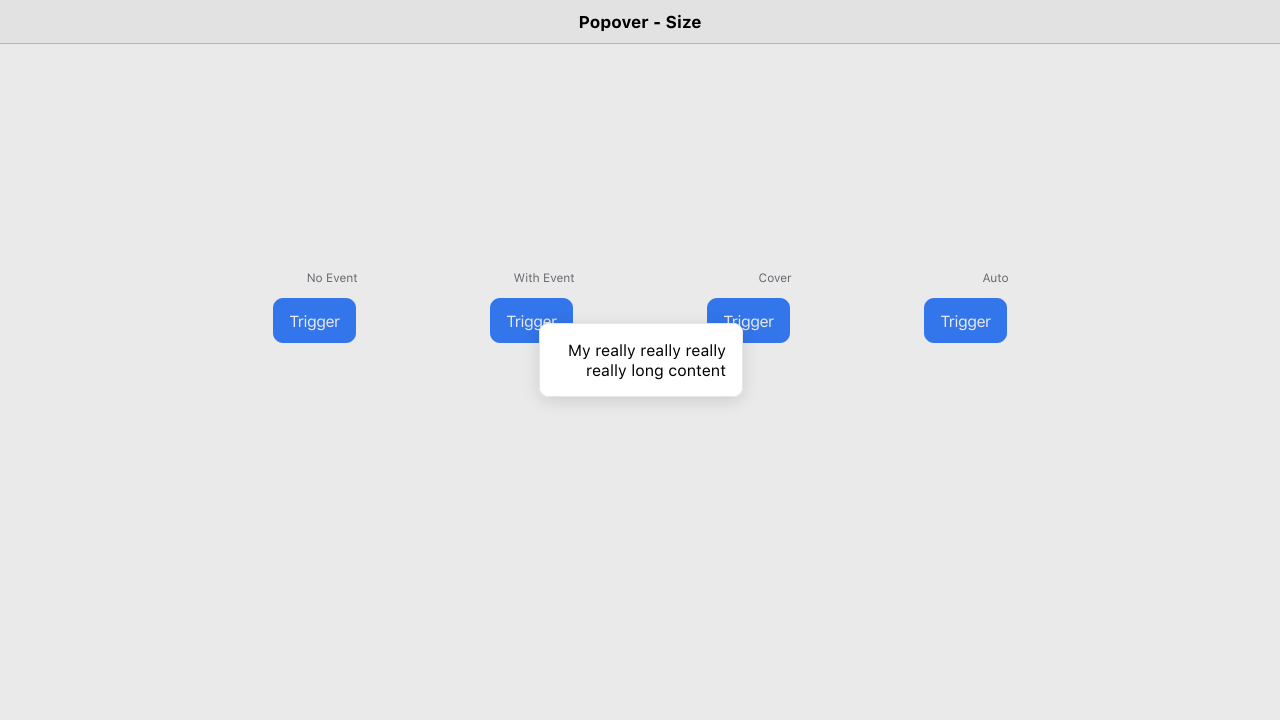 Popover - Size
No Event
With Event
Cover
Auto
Trigger
Trigger
Trigger
Trigger
My really really really
really long content